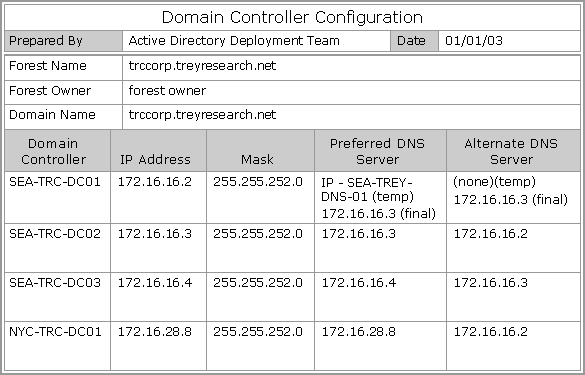 Domain Controller Configuration
Prepared By Active Directory Deployment Team Date 01/01/03
Forest Name trccorp.treyresearch.net
Forest Owner forest owner
Domain Name trccorp.treyresearch.net
Domain Controller IP Address Mask Preferred DNS Server Alternate DNS Server
SEA-TRC-DC01 172.16.16.2 255.255.252.0 IP - SEA-TREY-DNS-01 (temp) 172.16.16.3 (final) (none)(temp) 172.16.16.3 (final)
SEA-TRC-DC02 172.16.16.3 255.255.252.0 172.16.16.3 172.16.16.2
SEA-TRC-DC03 172.16.16.4 255.255.252.0 172.16.16.4 172.16.16.3
NYC-TRC-DC01 172.16.28.8 255.255.252.0 172.16.28.8 172.16.16.2